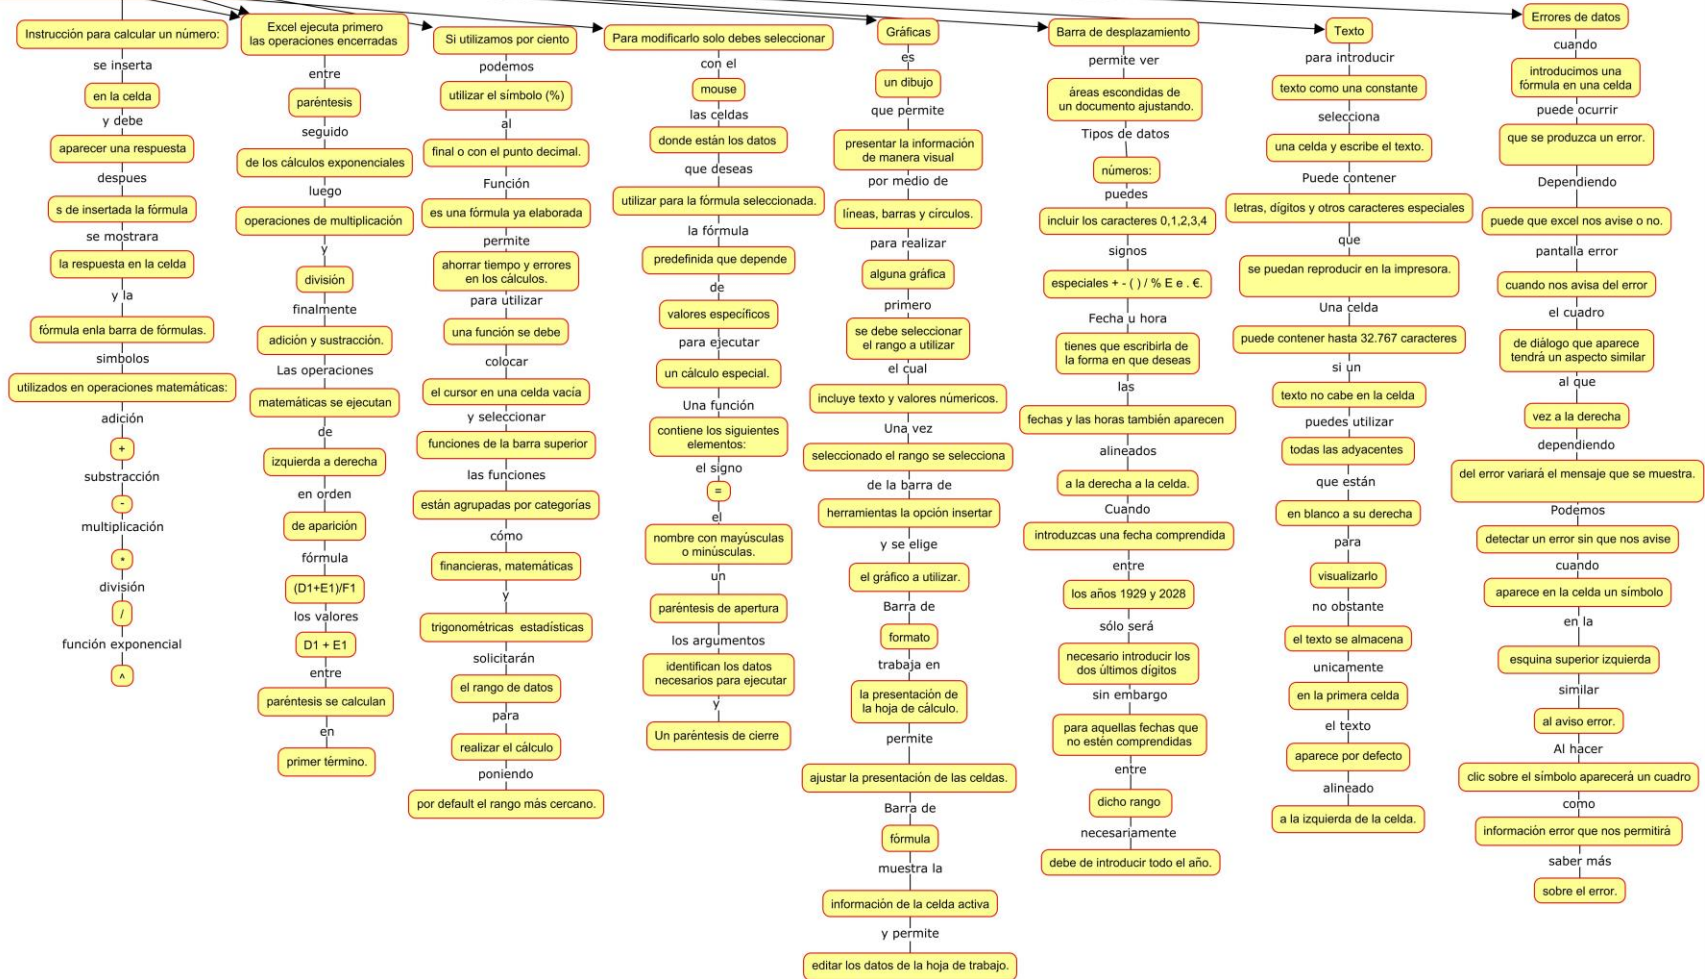 Instrucción para calcular un número:
se inserta
en la celda
y debe
aparecer una respuesta
despues
s de insertada la fórmula
se mostrara
la respuesta en la celda
y la
fórmula enla barra de fórmulas.
simbolos
utilizados en operaciones matemáticas:
adición
+
substracción
-
multiplicación
*
división
/
función exponencial
^
Excel ejecuta primero
las operaciones encerradas
entre
paréntesis
seguido
de los cálculos exponenciales
luego
operaciones de multiplicación
y
división
finalmente
adición y sustracción.
Las operaciones
matemáticas se ejecutan
de
izquierda a derecha
en orden
de aparición
fórmula
(D1+E1)/F1
los valores
D1 + E1
entre
paréntesis se calculan
en
primer término.
Si utilizamos por ciento
podemos
utilizar el símbolo (%)
al
final o con el punto decimal.
Función
es una fórmula ya elaborada
permite
ahorrar tiempo y errores
en los cálculos.
para utilizar
una función se debe
colocar
el cursor en una celda vacía
y seleccionar
funciones de la barra superior
las funciones
están agrupadas por categorías
cómo
financieras, matemáticas
y
trigonométricas estadísticas
solicitarán
el rango de datos
para
realizar el cálculo
poniendo
por default el rango más cercano.
Para modificarlo solo debes seleccionar
con el
mouse
las celdas
donde están los datos
que deseas
utilizar para la fórmula seleccionada.
la fórmula
predefinida que depende
de
valores específicos
para ejecutar
un cálculo especial.
Una función
contiene los siguientes
elementos:
el signo
=
el
nombre con mayúsculas
o minúsculas.
un
paréntesis de apertura
los argumentos
identifican los datos
necesarios para ejecutar
y
Un paréntesis de cierre
Gráficas
es
un dibujo
que permite
presentar la información
de manera visual
por medio de
líneas, barras y círculos.
para realizar
alguna gráfica
primero
se debe seleccionar
el rango a utilizar
el cual
incluye texto y valores númericos.
Una vez
seleccionado el rango se selecciona
de la barra de
herramientas la opción insertar
y se elige
el gráfico a utilizar.
Barra de
formato
trabaja en
la presentación de
la hoja de cálculo.
permite
ajustar la presentación de las celdas.
Barra de
fórmula
muestra la
información de la celda activa
y permite
editar los datos de la hoja de trabajo.
Barra de desplazamiento
permite ver
áreas escondidas de
un documento ajustando.
Tipos de datos
números:
puedes
incluir los caracteres 0,1,2,3,4
signos
especiales + - ( ) / % E e . €.
Fecha u hora
tienes que escribirla de
la forma en que deseas
las
fechas y las horas también aparecen
alineados
a la derecha a la celda.
Cuando
introduzcas una fecha comprendida
entre
los años 1929 y 2028
sólo será
necesario introducir los
dos últimos dígitos
sin embargo
para aquellas fechas que
no estén comprendidas
entre
dicho rango
necesariamente
debe de introducir todo el año.
Texto
para introducir
texto como una constante
selecciona
una celda y escribe el texto.
Puede contener
letras, dígitos y otros caracteres especiales
que
se puedan reproducir en la impresora.
Una celda
puede contener hasta 32.767 caracteres
si un
texto no cabe en la celda
puedes utilizar
todas las adyacentes
que están
en blanco a su derecha
para
visualizarlo
no obstante
el texto se almacena
unicamente
en la primera celda
el texto
aparece por defecto
alineado
a la izquierda de la celda.
Errores de datos
cuando
introducimos una
fórmula en una celda
puede ocurrir
que se produzca un error.
Dependiendo
puede que excel nos avise o no.
pantalla error
cuando nos avisa del error
el cuadro
de diálogo que aparece
tendrá un aspecto similar
al que
vez a la derecha
dependiendo
del error variará el mensaje que se muestra.
Podemos
detectar un error sin que nos avise
cuando
aparece en la celda un símbolo
en la
esquina superior izquierda
similar
al aviso error.
Al hacer
clic sobre el símbolo aparecerá un cuadro
como
información error que nos permitirá
saber más
sobre el error.